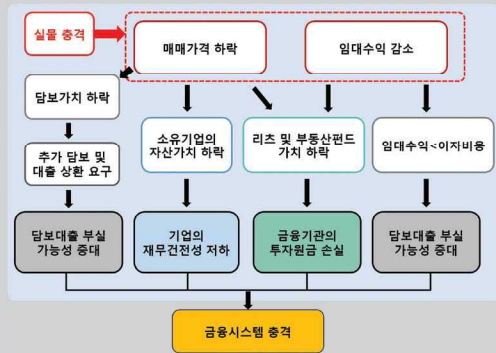 실물 충격
매매가격 하락
임대수익 감소
담보가치 하락
소유기업의
자산가치 하락
리츠 및 부동산펀드
가치 하락
임대수익<이자비용
추가 담보 및
대출 상환 요구
담보대출 부실
가능성 증대
기업의
재무건전성 저하
금융기관의
투자원금 손실
담보대출 부실
가능성 증대
금융시스템 충격